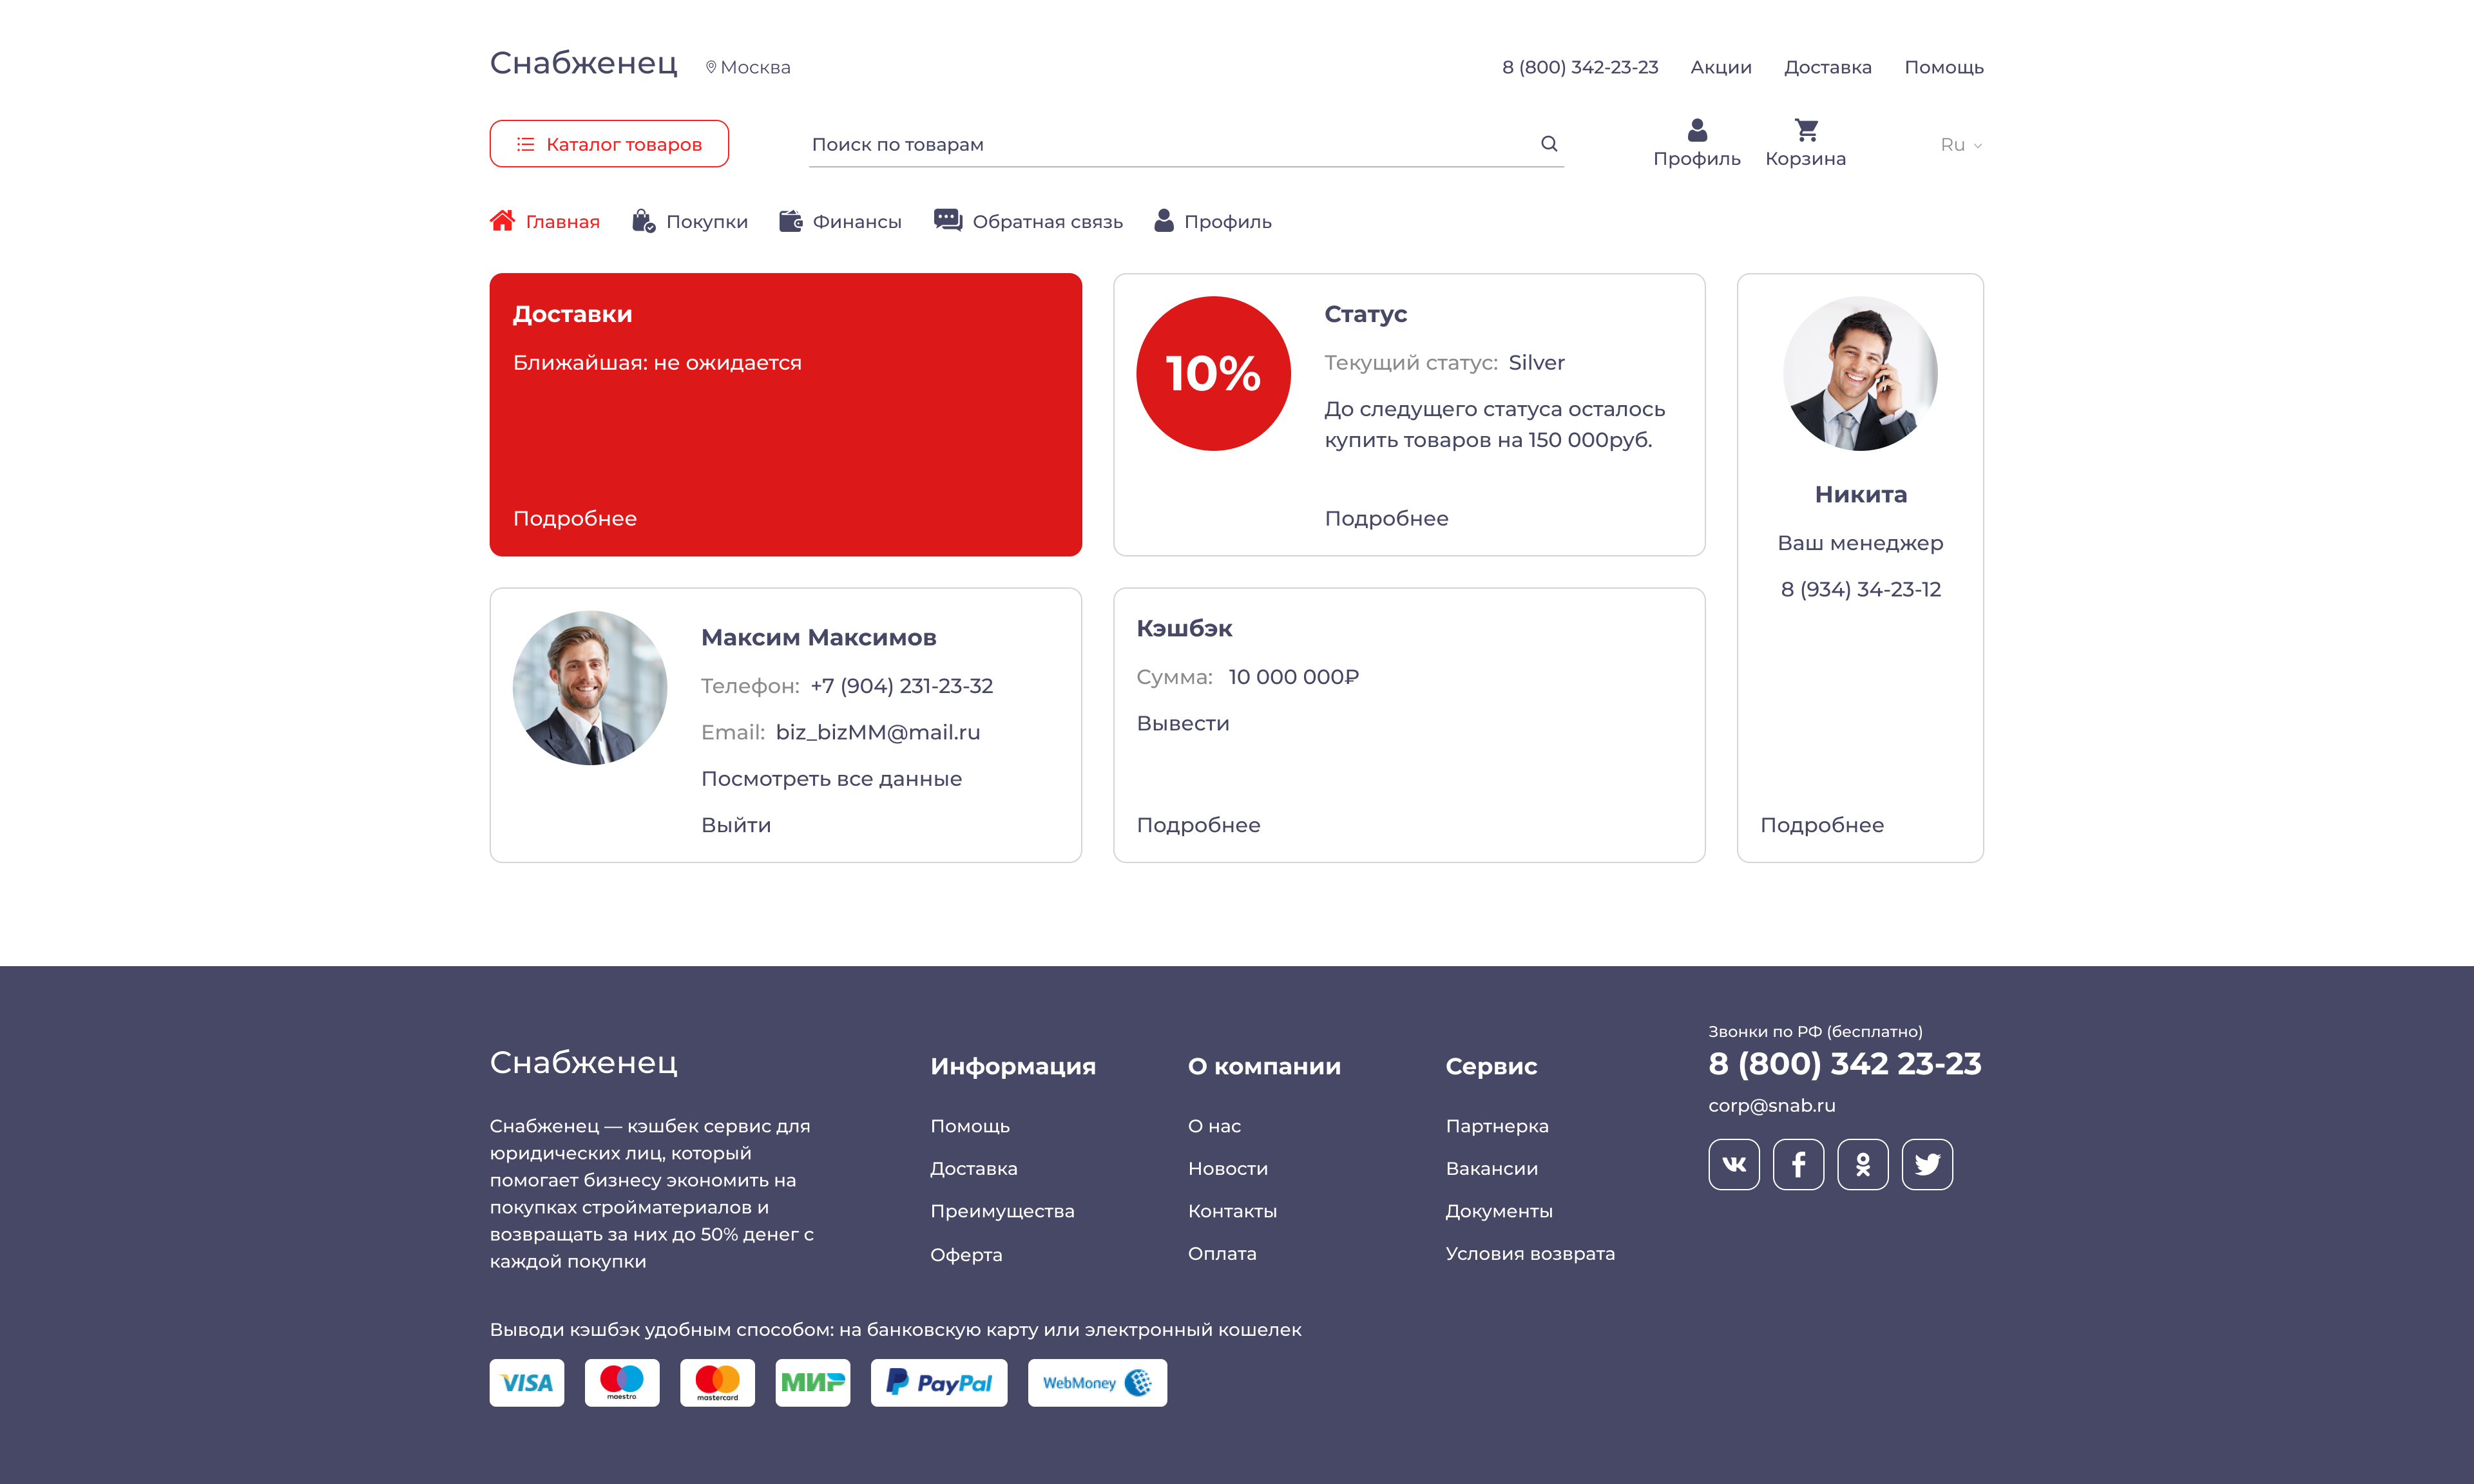 Снабженец
Москва
8 (800) 342-23-23
Акции
Доставка
Помощь
Каталог товаров
Поиск по товарам
Профиль
Корзина
Ru
Главная
Покупки
Финансы
Обратная связь
Профиль
Доставки
Ближайшая: не ожидается
Подробнее
10%
Статус
Текущий статус: Silver
До следущего статуса осталось
купить товаров на 150 000руб.
Подробнее
Никита
Ваш менеджер
8 (934) 34-23-12
Подробнее
Максим Максимов
Телефон: +7 (904) 231-23-32
Email: biz_bizMM@mail.ru
Посмотреть все данные
Выйти
Кэшбэк
Сумма: 10 000 000₽
Вывести
Подробнее
Снабженец
Снабженец — кэшбек сервис для
юридических лиц, который
помогает бизнесу экономить на
покупках стройматериалов и
возвращать за них до 50% денег с
каждой покупки
Информация
Помощь
Доставка
Преимущества
Оферта
О компании
О нас
Новости
Контакты
Оплата
Сервис
Партнерка
Вакансии
Документы
Условия возврата
Звонки по РФ (бесплатно)
8 (800) 342 23-23
corp@snab.ru
Выводи кэшбэк удобным способом: на банковскую карту или электронный кошелек
VISA
maestro
mastercard
МИР
PayPal
WebMoney